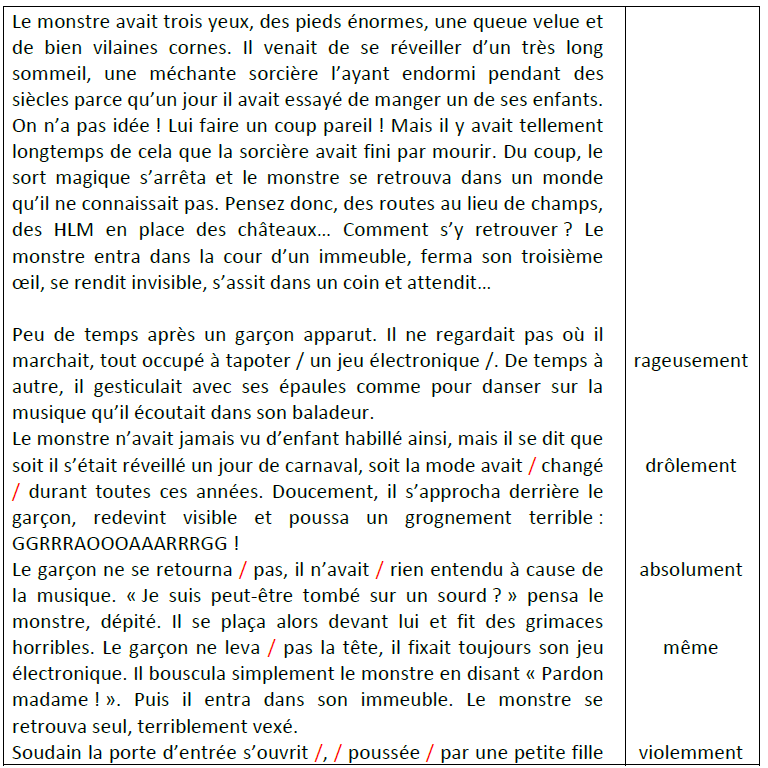 Le monstre avait trois yeux, des pieds énormes, une queue velue et
de bien vilaines cornes. Il venait de se réveiller d’un très long
sommeil, une méchante sorcière l’ayant endormi pendant des
siècles parce qu’un jour il avait essayé de manger un de ses enfants.
On n’a pas idée ! Lui faire un coup pareil ! Mais il y avait tellement
longtemps de cela que la sorcière avait fini par mourir. Du coup, le
sort magique s’arrêta et le monstre se retrouva dans un monde
qu’il ne connaissait pas. Pensez donc, des routes au lieu de champs,
des HLM en place des châteaux… Comment s’y retrouver ? Le
monstre entra dans la cour d’un immeuble, ferma son troisième
œil, se rendit invisible, s’assit dans un coin et attendit…

Peu de temps après un garçon apparut. Il ne regardait pas où il
marchait, tout occupé à tapoter / un jeu électronique /. De temps à
rageusement
autre, il gesticulait avec ses épaules comme pour danser sur la
musique qu’il écoutait dans son baladeur.
Le monstre n’avait jamais vu d’enfant habillé ainsi, mais il se dit que
soit il s’était réveillé un jour de carnaval, soit la mode avait / changé
drôlement
/ durant toutes ces années. Doucement, il s’approcha derrière le
garçon, redevint visible et poussa un grognement terrible :
GGRRRAOOOAAARRRGG !
Le garçon ne se retourna / pas, il n’avait / rien entendu à cause de
absolument
la musique. « Je suis peut-être tombé sur un sourd ? » pensa le
monstre, dépité. Il se plaça alors devant lui et fit des grimaces
horribles. Le garçon ne leva / pas la tête, il fixait toujours son jeu
même
électronique. Il bouscula simplement le monstre en disant « Pardon
madame ! ». Puis il entra dans son immeuble. Le monstre se
retrouva seul, terriblement vexé.
Soudain la porte d’entrée s’ouvrit /, / poussée / par une petite fille
violemment